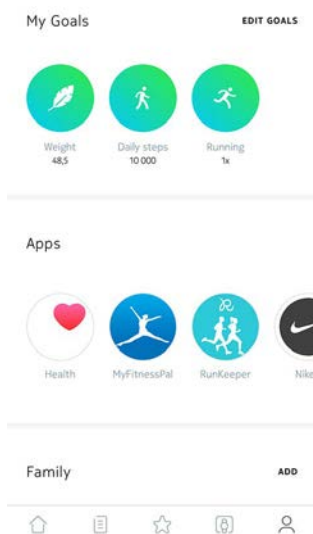 My Goals
EDIT GOALS
Weight
48,5
Daily steps
10 000
Running
1x
Apps
Health
MyFitnessPal
RunKeeper
Nike
Family
ADD